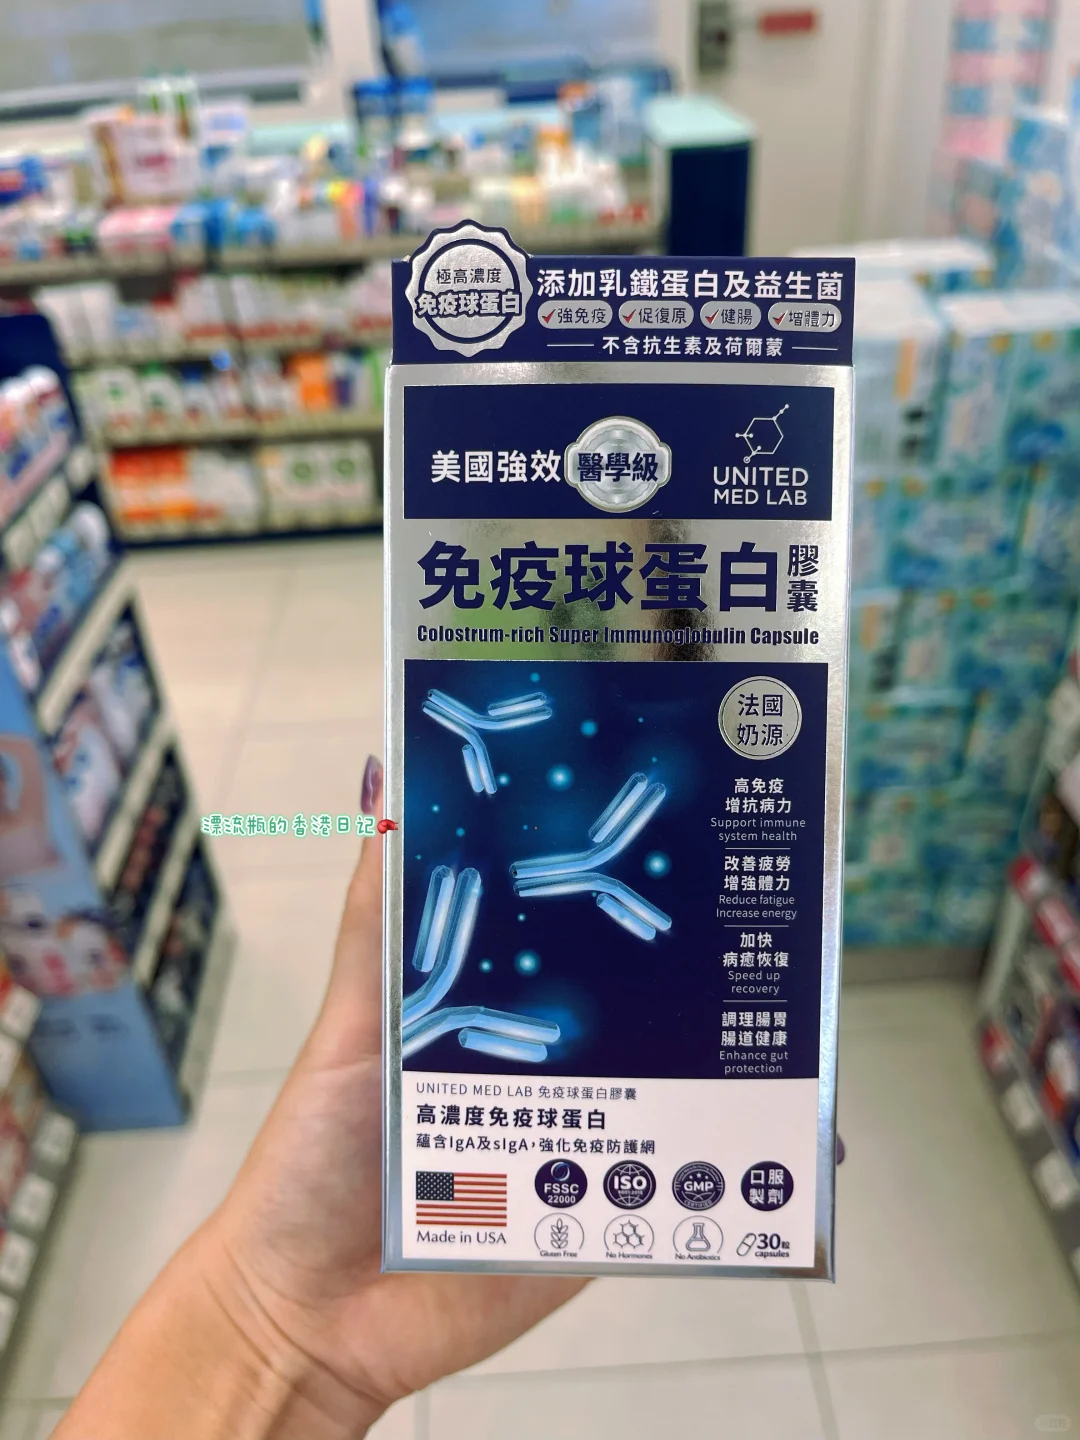 極高濃度
免疫球蛋白
添加乳鐵蛋白及益生菌
強免疫 促復原 健腸 增體力
不含抗生素及荷爾蒙
美國強效 醫學級
UNITED
MED LAB
免疫球蛋白膠囊
Colostrum-rich Super Immunoglobulin Capsule
法國
奶源
高免疫
增抗病力
Support immune
system health
改善疲勞
增強體力
Reduce fatigue
Increase energy
加快
病癒恢復
Speed up
recovery
調理腸胃
腸道健康
Enhance gut
protection
漂流瓶的香港日记
UNITED MED LAB 免疫球蛋白膠囊
高濃度免疫球蛋白
蘊含IgA及sIgA，強化免疫防護網
FSSC
22000
ISO
GMP
口服
製劑
Made in USA
Gluten Free
No Hormones
No Antibiotics
30粒
capsules